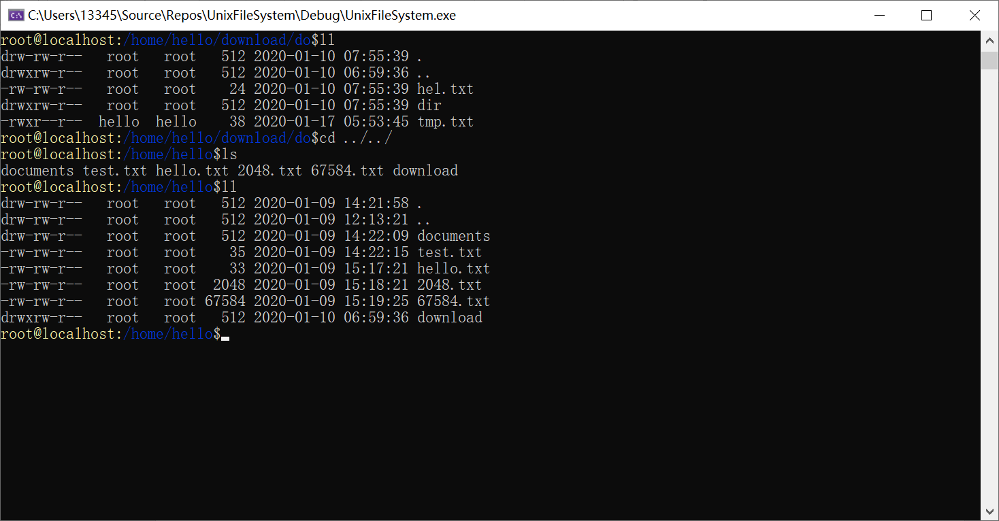 C:\Users\13345\Source\Repos\UnixFileSystem\Debug\UnixFileSystem.exe
root@localhost:/home/hello/download/do$ll
drw-rw-r--   root   root   512 2020-01-10 07:55:39 .
drwxrw-r--   root   root   512 2020-01-10 06:59:36 ..
-rw-rw-r--   root   root    24 2020-01-10 07:55:39 hel.txt
drwxrw-r--   root   root   512 2020-01-10 07:55:39 dir
-rwxr--r--  hello  hello    38 2020-01-17 05:53:45 tmp.txt
root@localhost:/home/hello/download/do$cd ../../
root@localhost:/home/hello$ls
documents test.txt hello.txt 2048.txt 67584.txt download
root@localhost:/home/hello$ll
drw-rw-r--   root   root   512 2020-01-09 14:21:58 .
drw-rw-r--   root   root   512 2020-01-09 12:13:21 ..
drw-rw-r--   root   root   512 2020-01-09 14:22:09 documents
-rw-rw-r--   root   root    35 2020-01-09 14:22:15 test.txt
-rw-rw-r--   root   root    33 2020-01-09 15:17:21 hello.txt
-rw-rw-r--   root   root  2048 2020-01-09 15:18:21 2048.txt
-rw-rw-r--   root   root 67584 2020-01-09 15:19:25 67584.txt
drwxrw-r--   root   root   512 2020-01-10 06:59:36 download
root@localhost:/home/hello$